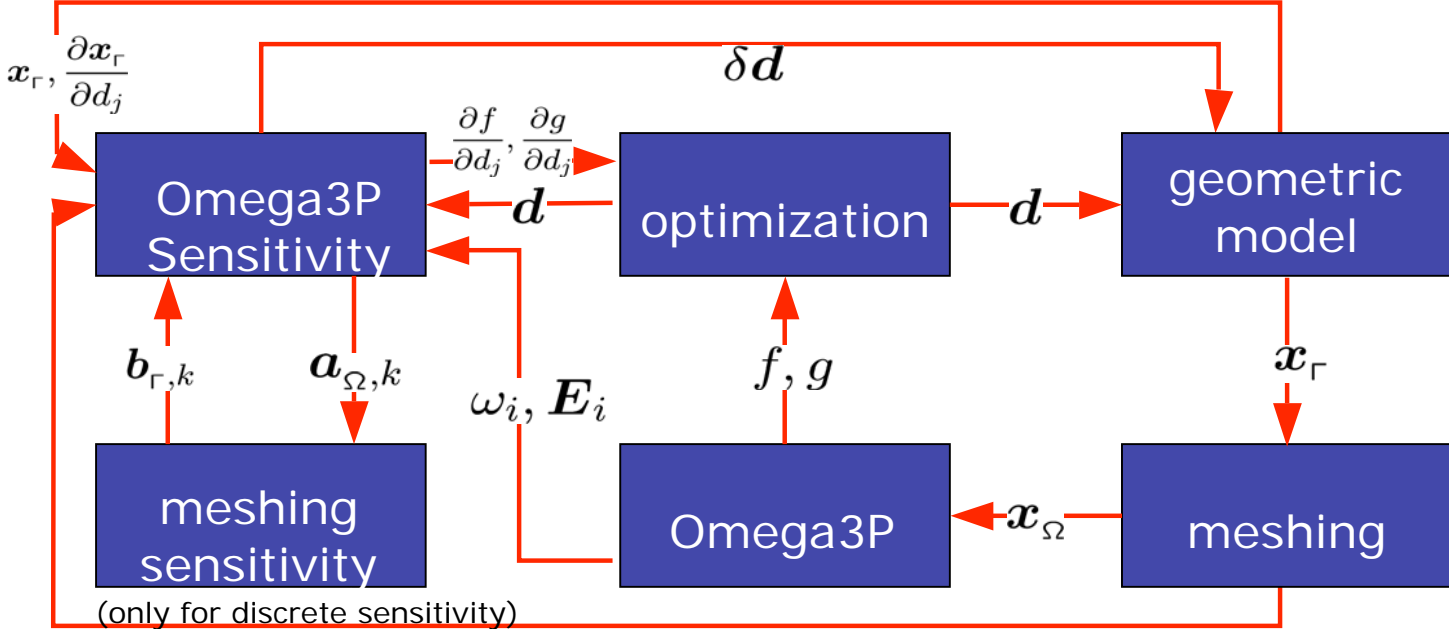 δd
x_Γ, ∂x_Γ/∂d_j
∂f/∂d_j, ∂g/∂d_j
Omega3P
Sensitivity
d
optimization
d
geometric
model
b_Γ,k
a_Ω,k
ω_i, E_i
f, g
x_Γ
meshing
sensitivity
Omega3P
x_Ω
meshing
(only for discrete sensitivity)